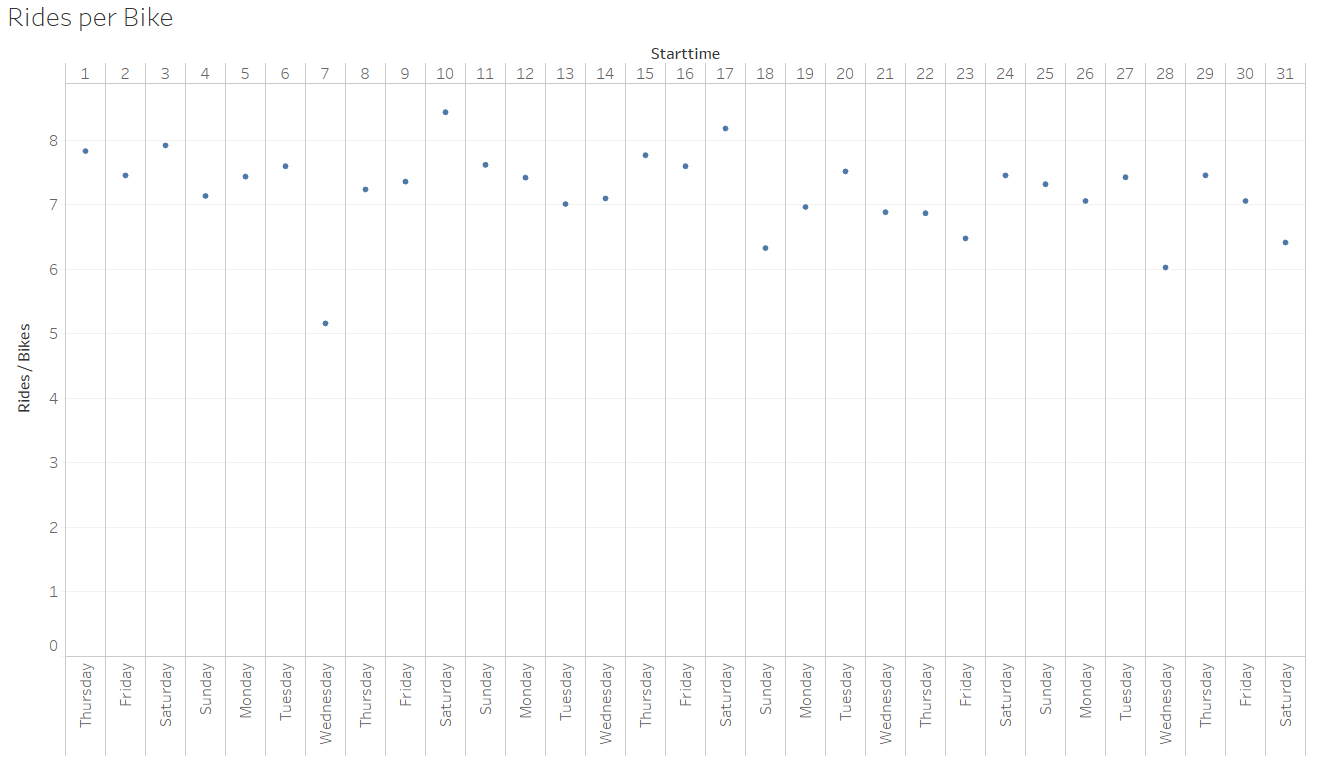 Rides per Bike
Starttime
1 2 3 4 5 6 7 8 9 10 11 12 13 14 15 16 17 18 19 20 21 22 23 24 25 26 27 28 29 30 31
8
7
6
5
4
3
2
1
0
Rides / Bikes
Thursday Friday Saturday Sunday Monday Tuesday Wednesday Thursday Friday Saturday Sunday Monday Tuesday Wednesday Thursday Friday Saturday Sunday Monday Tuesday Wednesday Thursday Friday Saturday Sunday Monday Tuesday Wednesday Thursday Friday Saturday